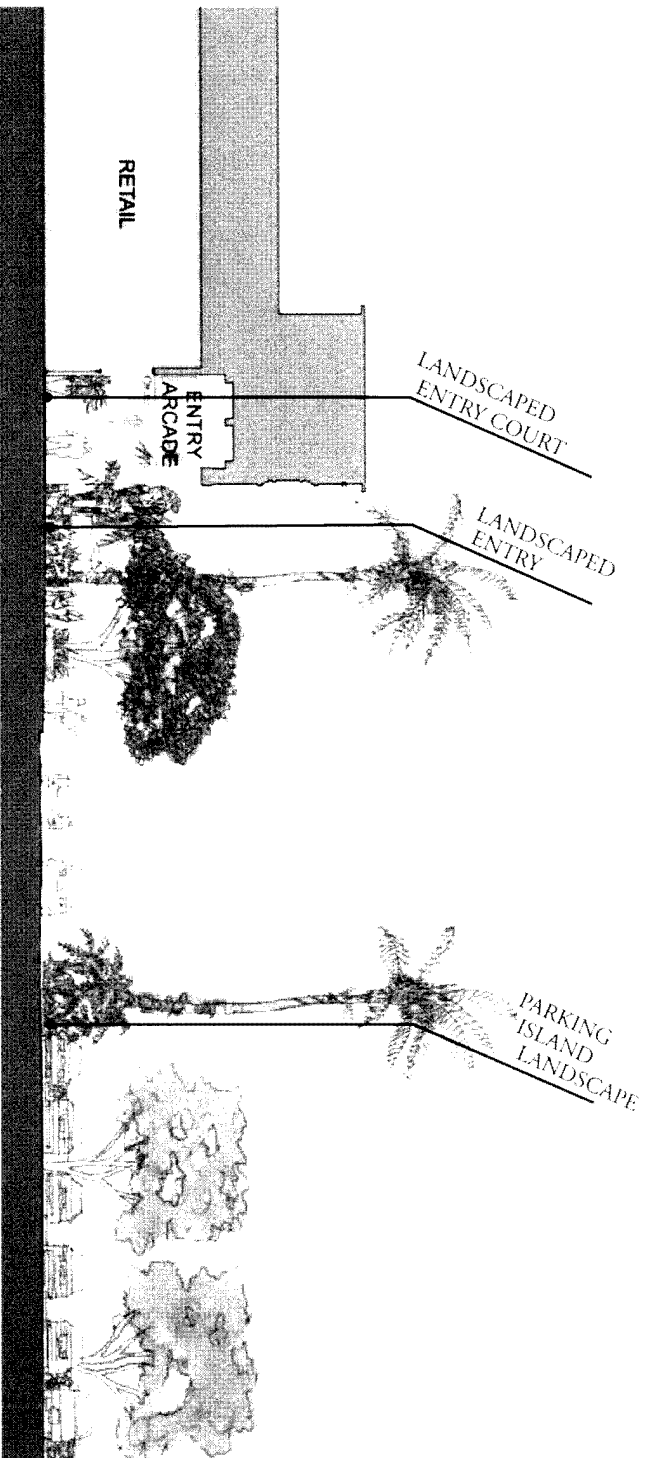 RETAIL
ENTRY
ARCADE
LANDSCAPED
ENTRY COURT
LANDSCAPED
ENTRY
PARKING
ISLAND
LANDSCAPE